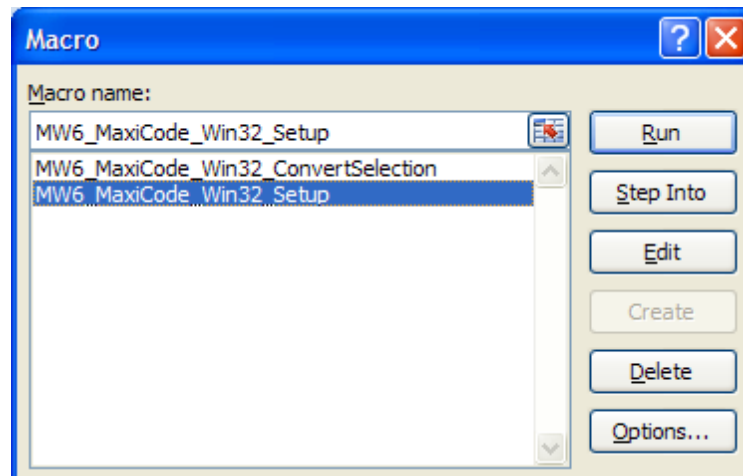 Macro
Macro name:
MW6_MaxiCode_Win32_Setup
MW6_MaxiCode_Win32_ConvertSelection
MW6_MaxiCode_Win32_Setup
Run
Step Into
Edit
Create
Delete
Options...